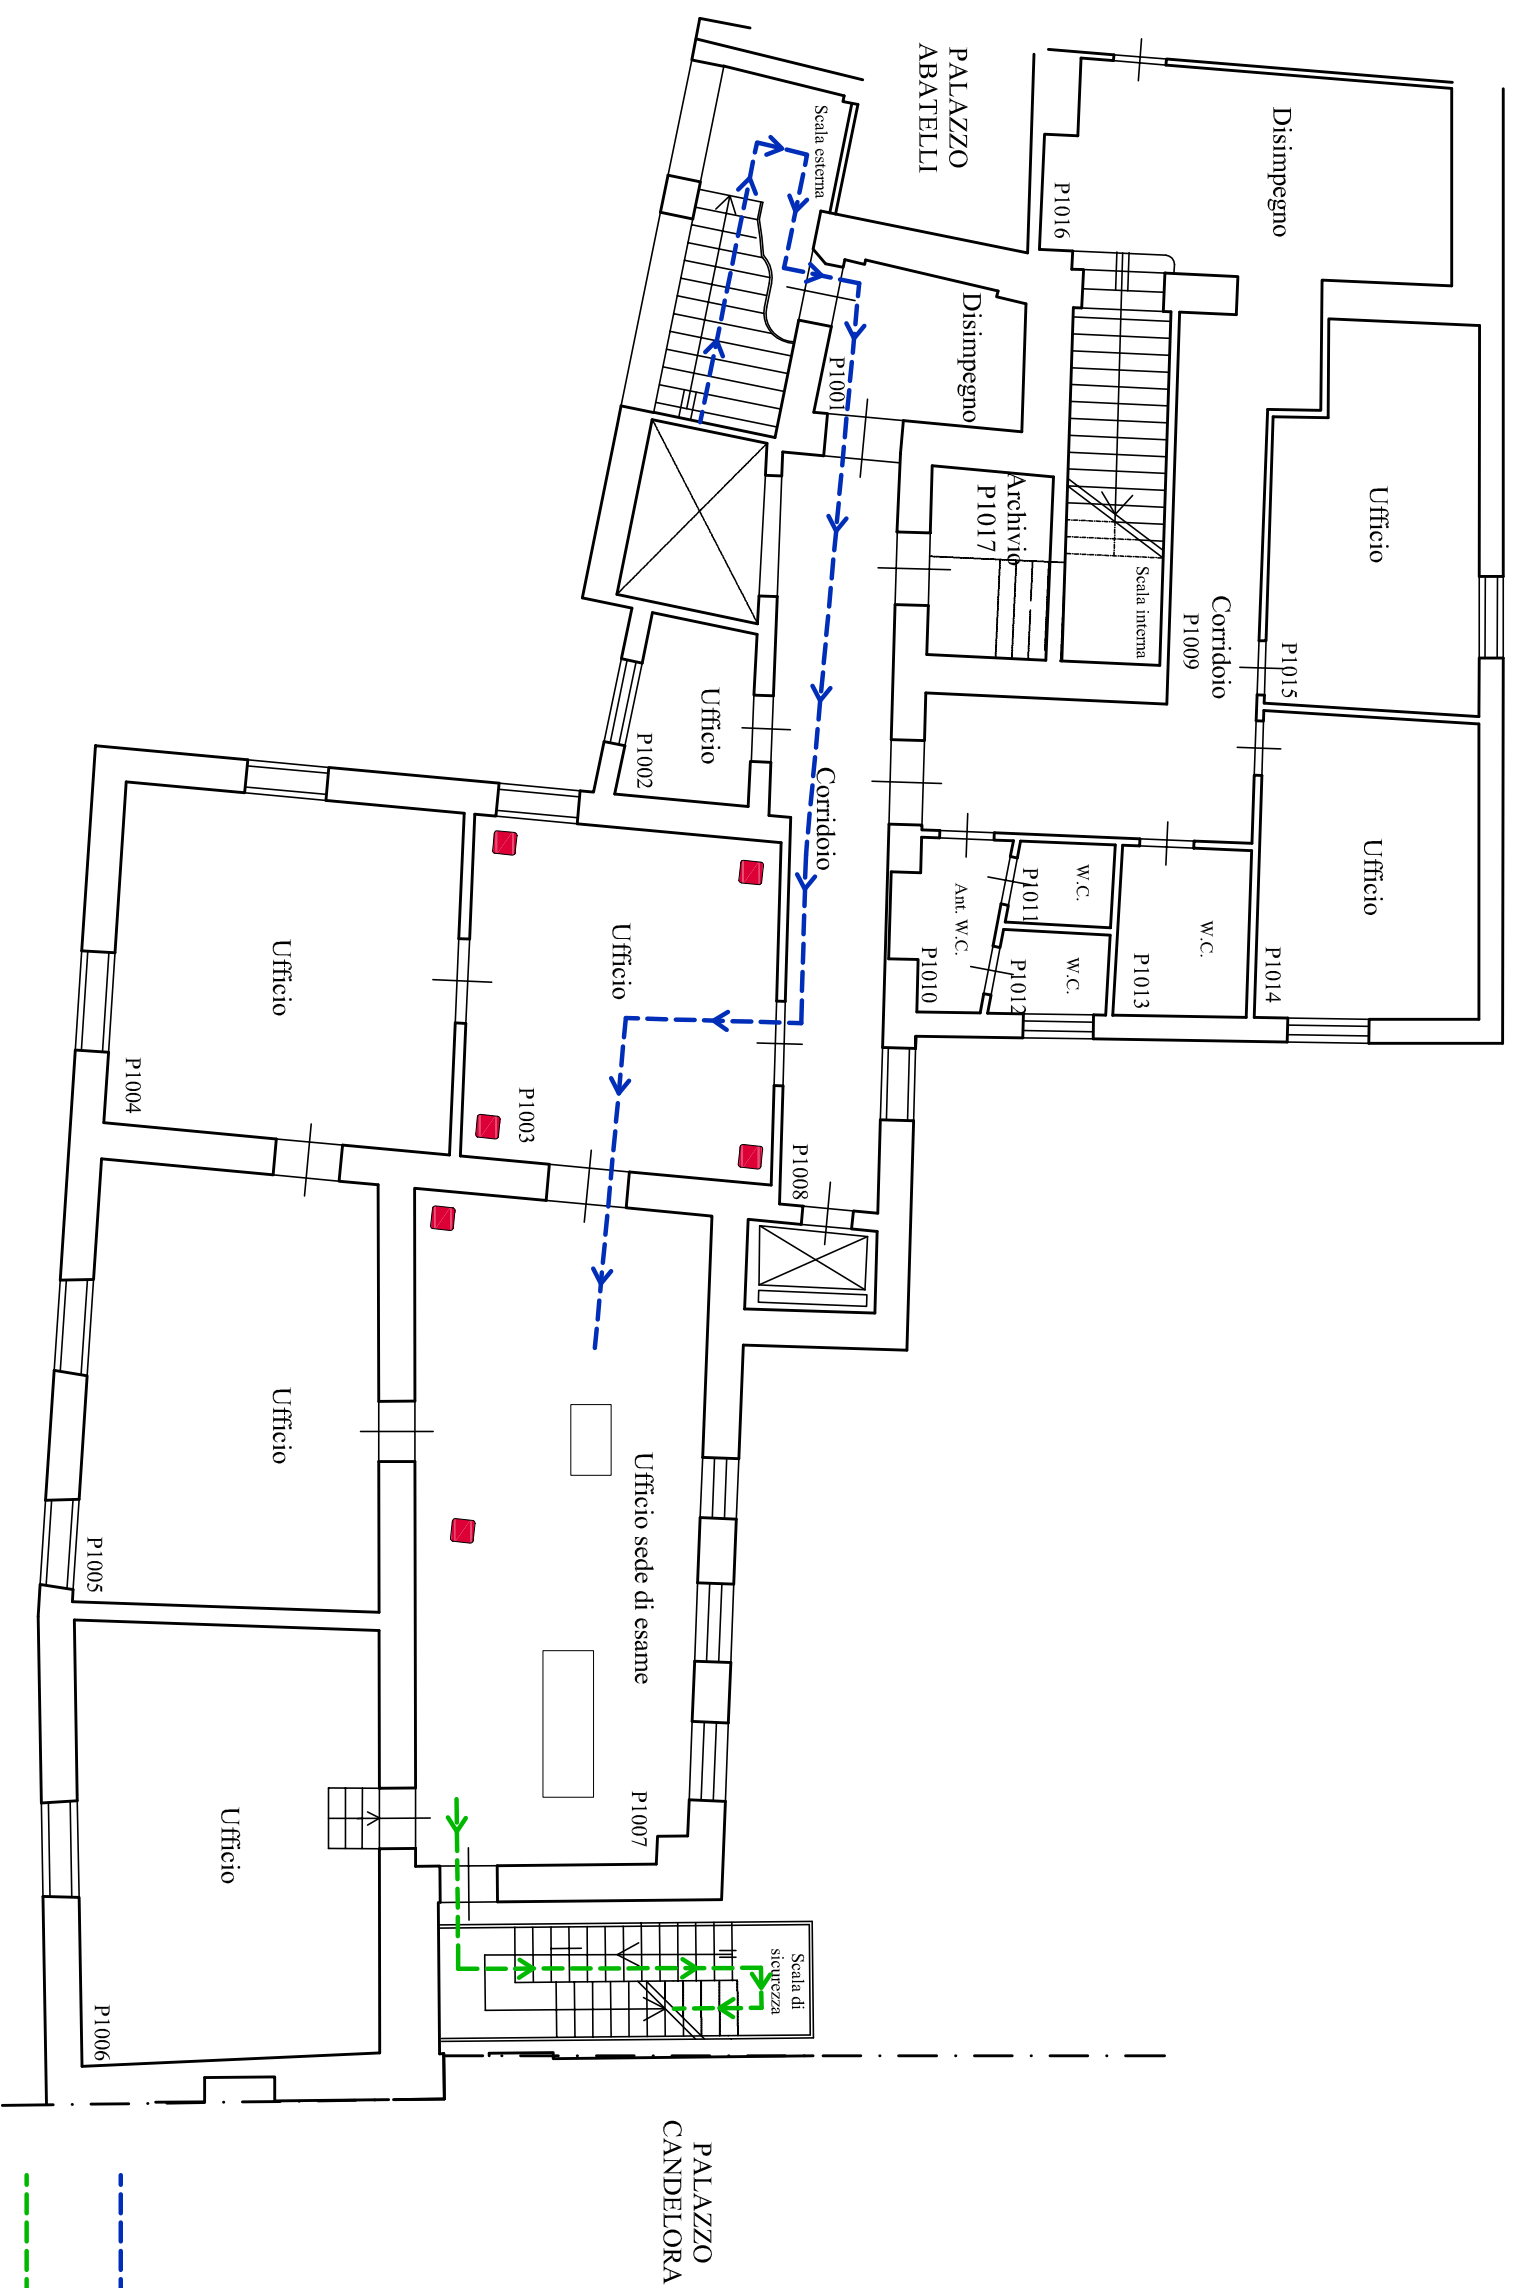 PALAZZO
ABATELLI
Disimpegno
P1016
Scala esterna
Disimpegno
P1001
Archivio
P1017
Scala interna
Corridoio
P1009
Ufficio
P1015
Ufficio
P1014
Ufficio
P1002
Corridoio
P1008
Ant. W.C.
P1010
W.C.
P1011
W.C.
P1012
W.C.
P1013
Ufficio
P1003
Ufficio
P1004
Ufficio
P1005
Ufficio sede di esame
P1007
Ufficio
P1006
Scala di
sicurezza
PALAZZO
CANDELORA